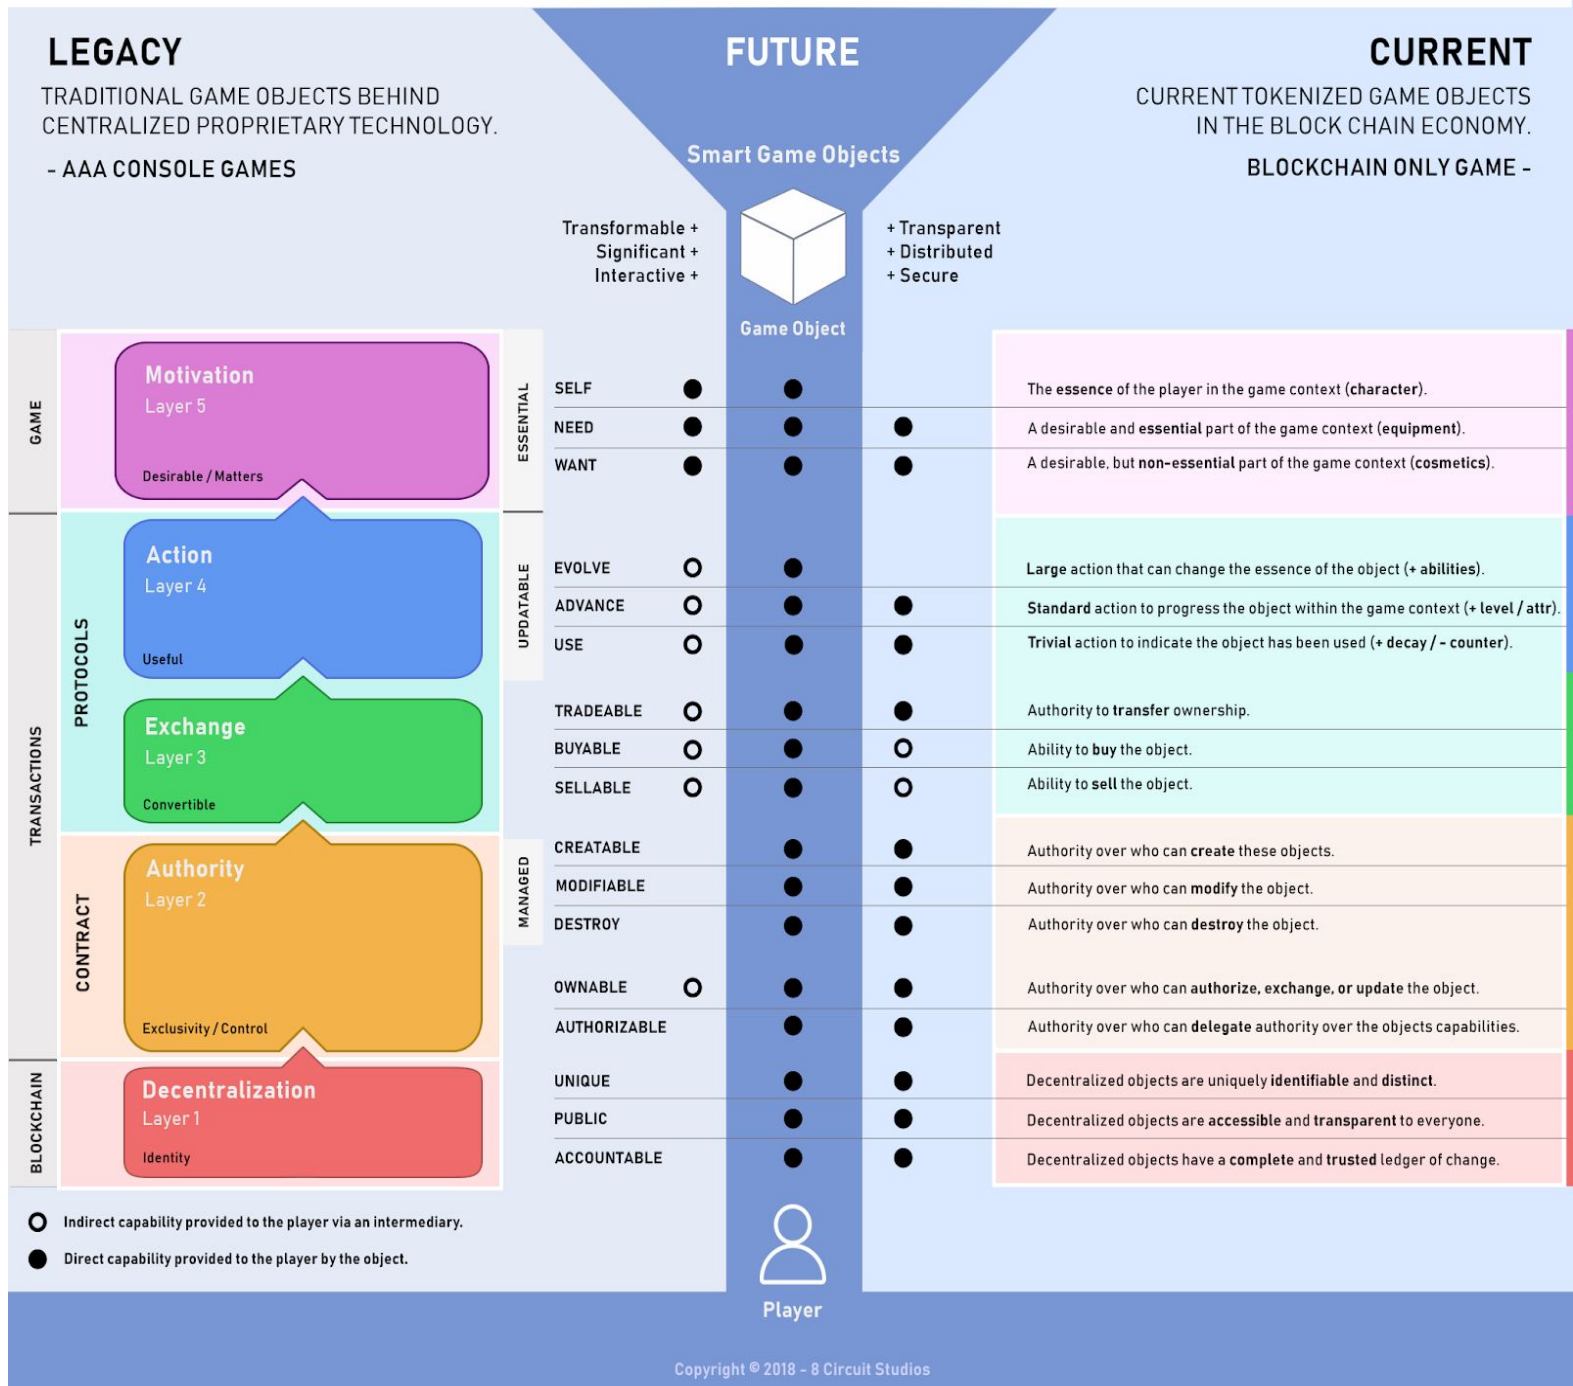 LEGACY
TRADITIONAL GAME OBJECTS BEHIND
CENTRALIZED PROPRIETARY TECHNOLOGY.
- AAA CONSOLE GAMES
FUTURE
Smart Game Objects
CURRENT
CURRENT TOKENIZED GAME OBJECTS
IN THE BLOCK CHAIN ECONOMY.
BLOCKCHAIN ONLY GAME -
Transformable +
Significant +
Interactive +
+ Transparent
+ Distributed
+ Secure
Game Object
GAME
TRANSACTIONS
BLOCKCHAIN
PROTOCOLS
CONTRACT
Motivation
Layer 5
Desirable / Matters
Action
Layer 4
Useful
Exchange
Layer 3
Convertible
Authority
Layer 2
Exclusivity / Control
Decentralization
Layer 1
Identity
ESSENTIAL
UPDATABLE
MANAGED
SELF
The essence of the player in the game context (character).
NEED
A desirable and essential part of the game context (equipment).
WANT
A desirable, but non-essential part of the game context (cosmetics).
EVOLVE
Large action that can change the essence of the object (+ abilities).
ADVANCE
Standard action to progress the object within the game context (+ level / attr).
USE
Trivial action to indicate the object has been used (+ decay / - counter).
TRADEABLE
Authority to transfer ownership.
BUYABLE
Ability to buy the object.
SELLABLE
Ability to sell the object.
CREATABLE
Authority over who can create these objects.
MODIFIABLE
Authority over who can modify the object.
DESTROY
Authority over who can destroy the object.
OWNABLE
Authority over who can authorize, exchange, or update the object.
AUTHORIZABLE
Authority over who can delegate authority over the objects capabilities.
UNIQUE
Decentralized objects are uniquely identifiable and distinct.
PUBLIC
Decentralized objects are accessible and transparent to everyone.
ACCOUNTABLE
Decentralized objects have a complete and trusted ledger of change.
Indirect capability provided to the player via an intermediary.
Direct capability provided to the player by the object.
Player
Copyright © 2018 - 8 Circuit Studios